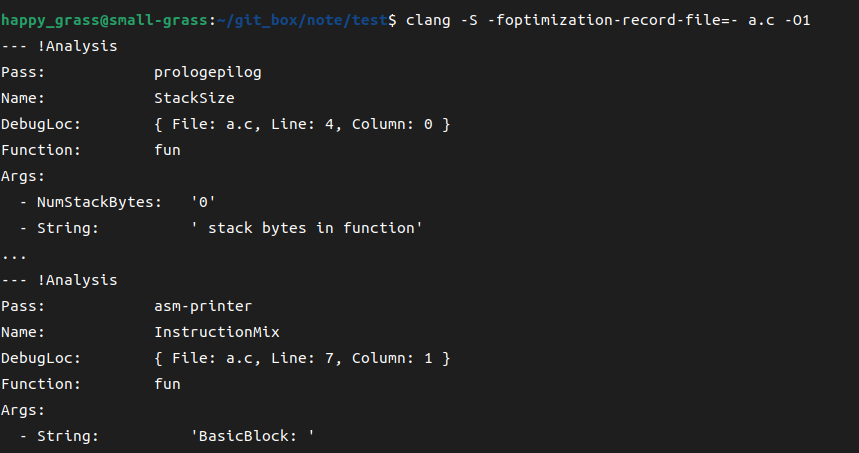 happy_grass@small-grass:~/git_box/note/test$ clang -S -foptimization-record-file=- a.c -O1
--- !Analysis
Pass:            prologepilog
Name:            StackSize
DebugLoc:        { File: a.c, Line: 4, Column: 0 }
Function:        fun
Args:
  - NumStackBytes:   '0'
  - String:          ' stack bytes in function'
...
--- !Analysis
Pass:            asm-printer
Name:            InstructionMix
DebugLoc:        { File: a.c, Line: 7, Column: 1 }
Function:        fun
Args:
  - String:          'BasicBlock: '